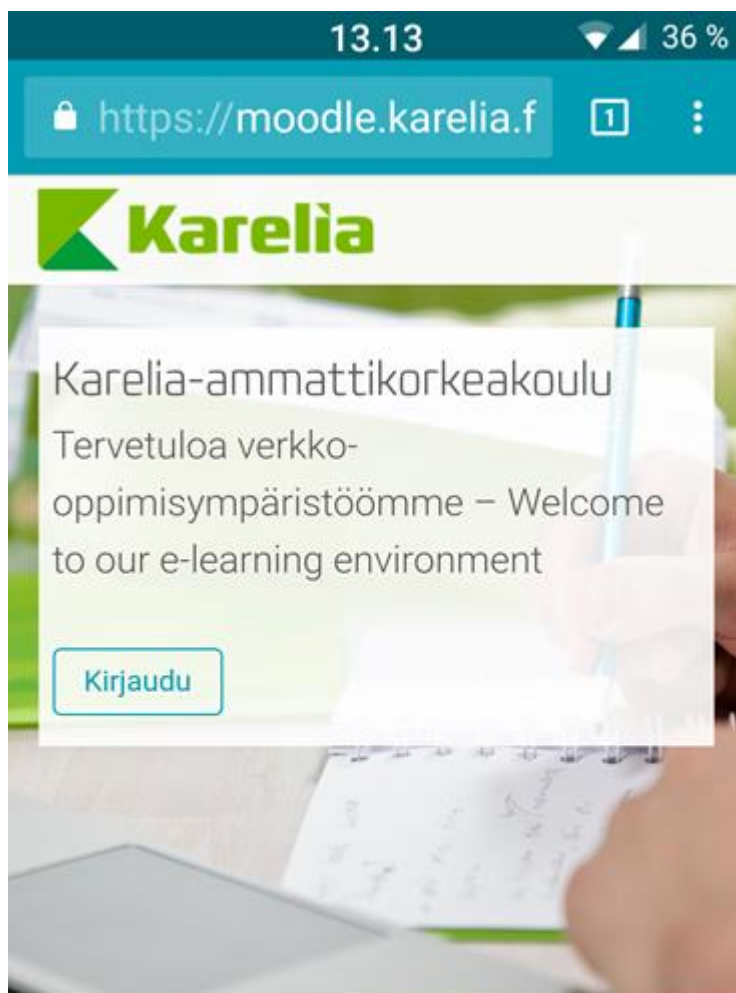 13.13 36 %
https://moodle.karelia.f 1
Karelia
Karelia-ammattikorkeakoulu
Tervetuloa verkko-
oppimisympäristöömme – Welcome
to our e-learning environment
Kirjaudu